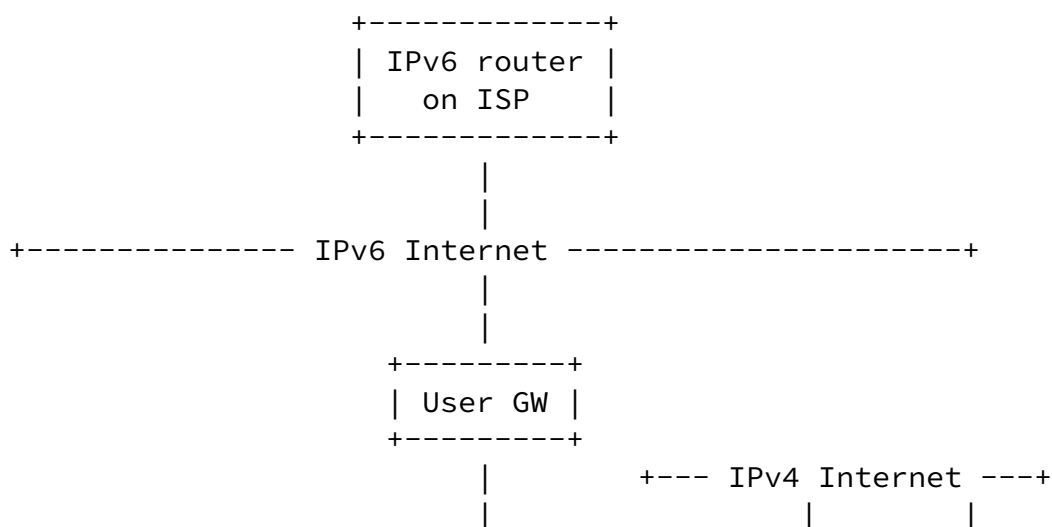 +-------------+
| IPv6 router |
|   on ISP    |
+-------------+
|
|
+--------------- IPv6 Internet ----------------------+
|
|
+---------+
| User GW |
+---------+
|        +--- IPv4 Internet ---+
|                 |        |